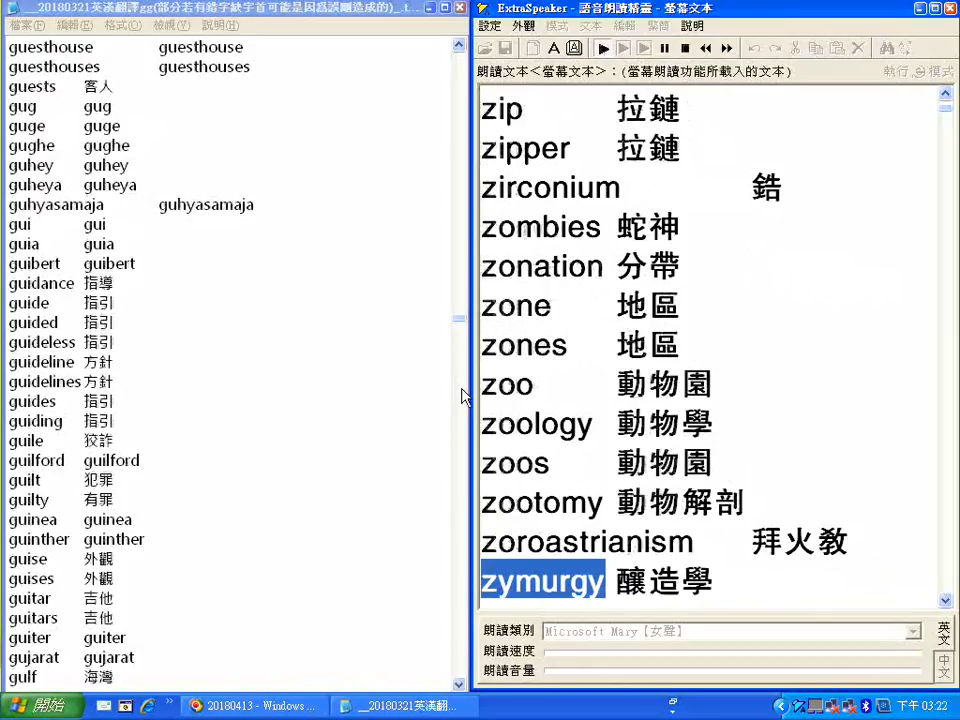 __20180321英漢翻譯gg(部分若有錯字缺字首可能是因為誤刪造成的)_.t...
檔案(F) 編輯(E) 格式(O) 檢視(V) 說明(H)
guesthouse guesthouse
guesthouses guesthouses
guests 客人
gug gug
guge guge
gughe gughe
guhey guhey
guheya guheya
guhyasamaja guhyasamaja
gui gui
guia guia
guibert guibert
guidance 指導
guide 指引
guided 指引
guideless 指引
guideline 方針
guidelines 方針
guides 指引
guiding 指引
guile 狡詐
guilford guilford
guilt 犯罪
guilty 有罪
guinea guinea
guinther guinther
guise 外觀
guises 外觀
guitar 吉他
guitars 吉他
guiter guiter
gujarat gujarat
gulf 海灣
ExtraSpeaker - 語音朗讀精靈 - 螢幕文本
設定 外觀 模式 文本 編輯 繁簡 說明
朗讀文本<螢幕文本>：(螢幕朗讀功能所載入的文本) 執行 模式
zip 拉鏈
zipper 拉鏈
zirconium 鋯
zombies 蛇神
zonation 分帶
zone 地區
zones 地區
zoo 動物園
zoology 動物學
zoos 動物園
zootomy 動物解剖
zoroastrianism 拜火教
zymurgy 釀造學
朗讀類別 Microsoft Mary【女聲】
朗讀速度
朗讀音量
英文
中文
開始 20180413 - Windows ... __20180321英漢翻... 下午 03:22